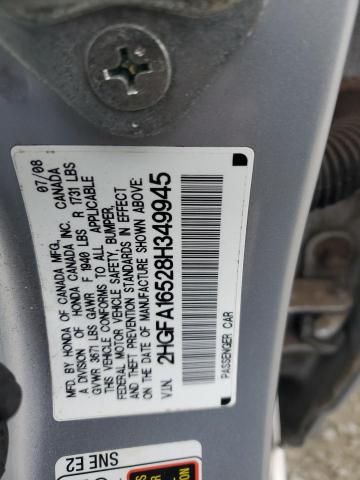 MFD. BY HONDA OF CANADA MFG. 07/08
A DIVISION OF HONDA CANADA INC. CANADA
GVWR 3671 LBS GAWR F 1940 LBS R 1731 LBS
THIS VEHICLE CONFORMS TO ALL APPLICABLE
FEDERAL MOTOR VEHICLE SAFETY, BUMPER,
AND THEFT PREVENTION STANDARDS IN EFFECT
ON THE DATE OF MANUFACTURE SHOWN ABOVE.
V.I.N. 2HGFA16528H349945
PASSENGER CAR
SNE E2